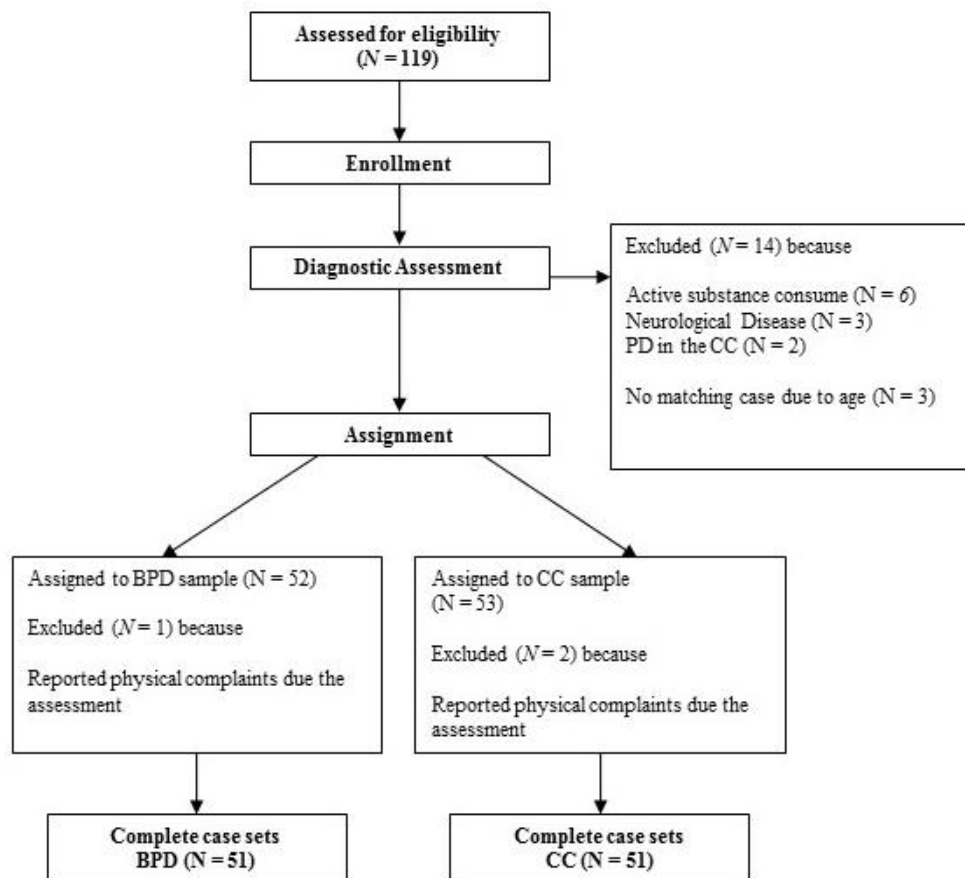 Assessed for eligibility
(N = 119)
Enrollment
Diagnostic Assessment
Excluded (N = 14) because
Active substance consume (N = 6)
Neurological Disease (N = 3)
PD in the CC (N = 2)
No matching case due to age (N = 3)
Assignment
Assigned to BPD sample (N = 52)
Excluded (N = 1) because
Reported physical complaints due the
assessment
Assigned to CC sample
(N = 53)
Excluded (N = 2) because
Reported physical complaints due the
assessment
Complete case sets
BPD (N = 51)
Complete case sets
CC (N = 51)